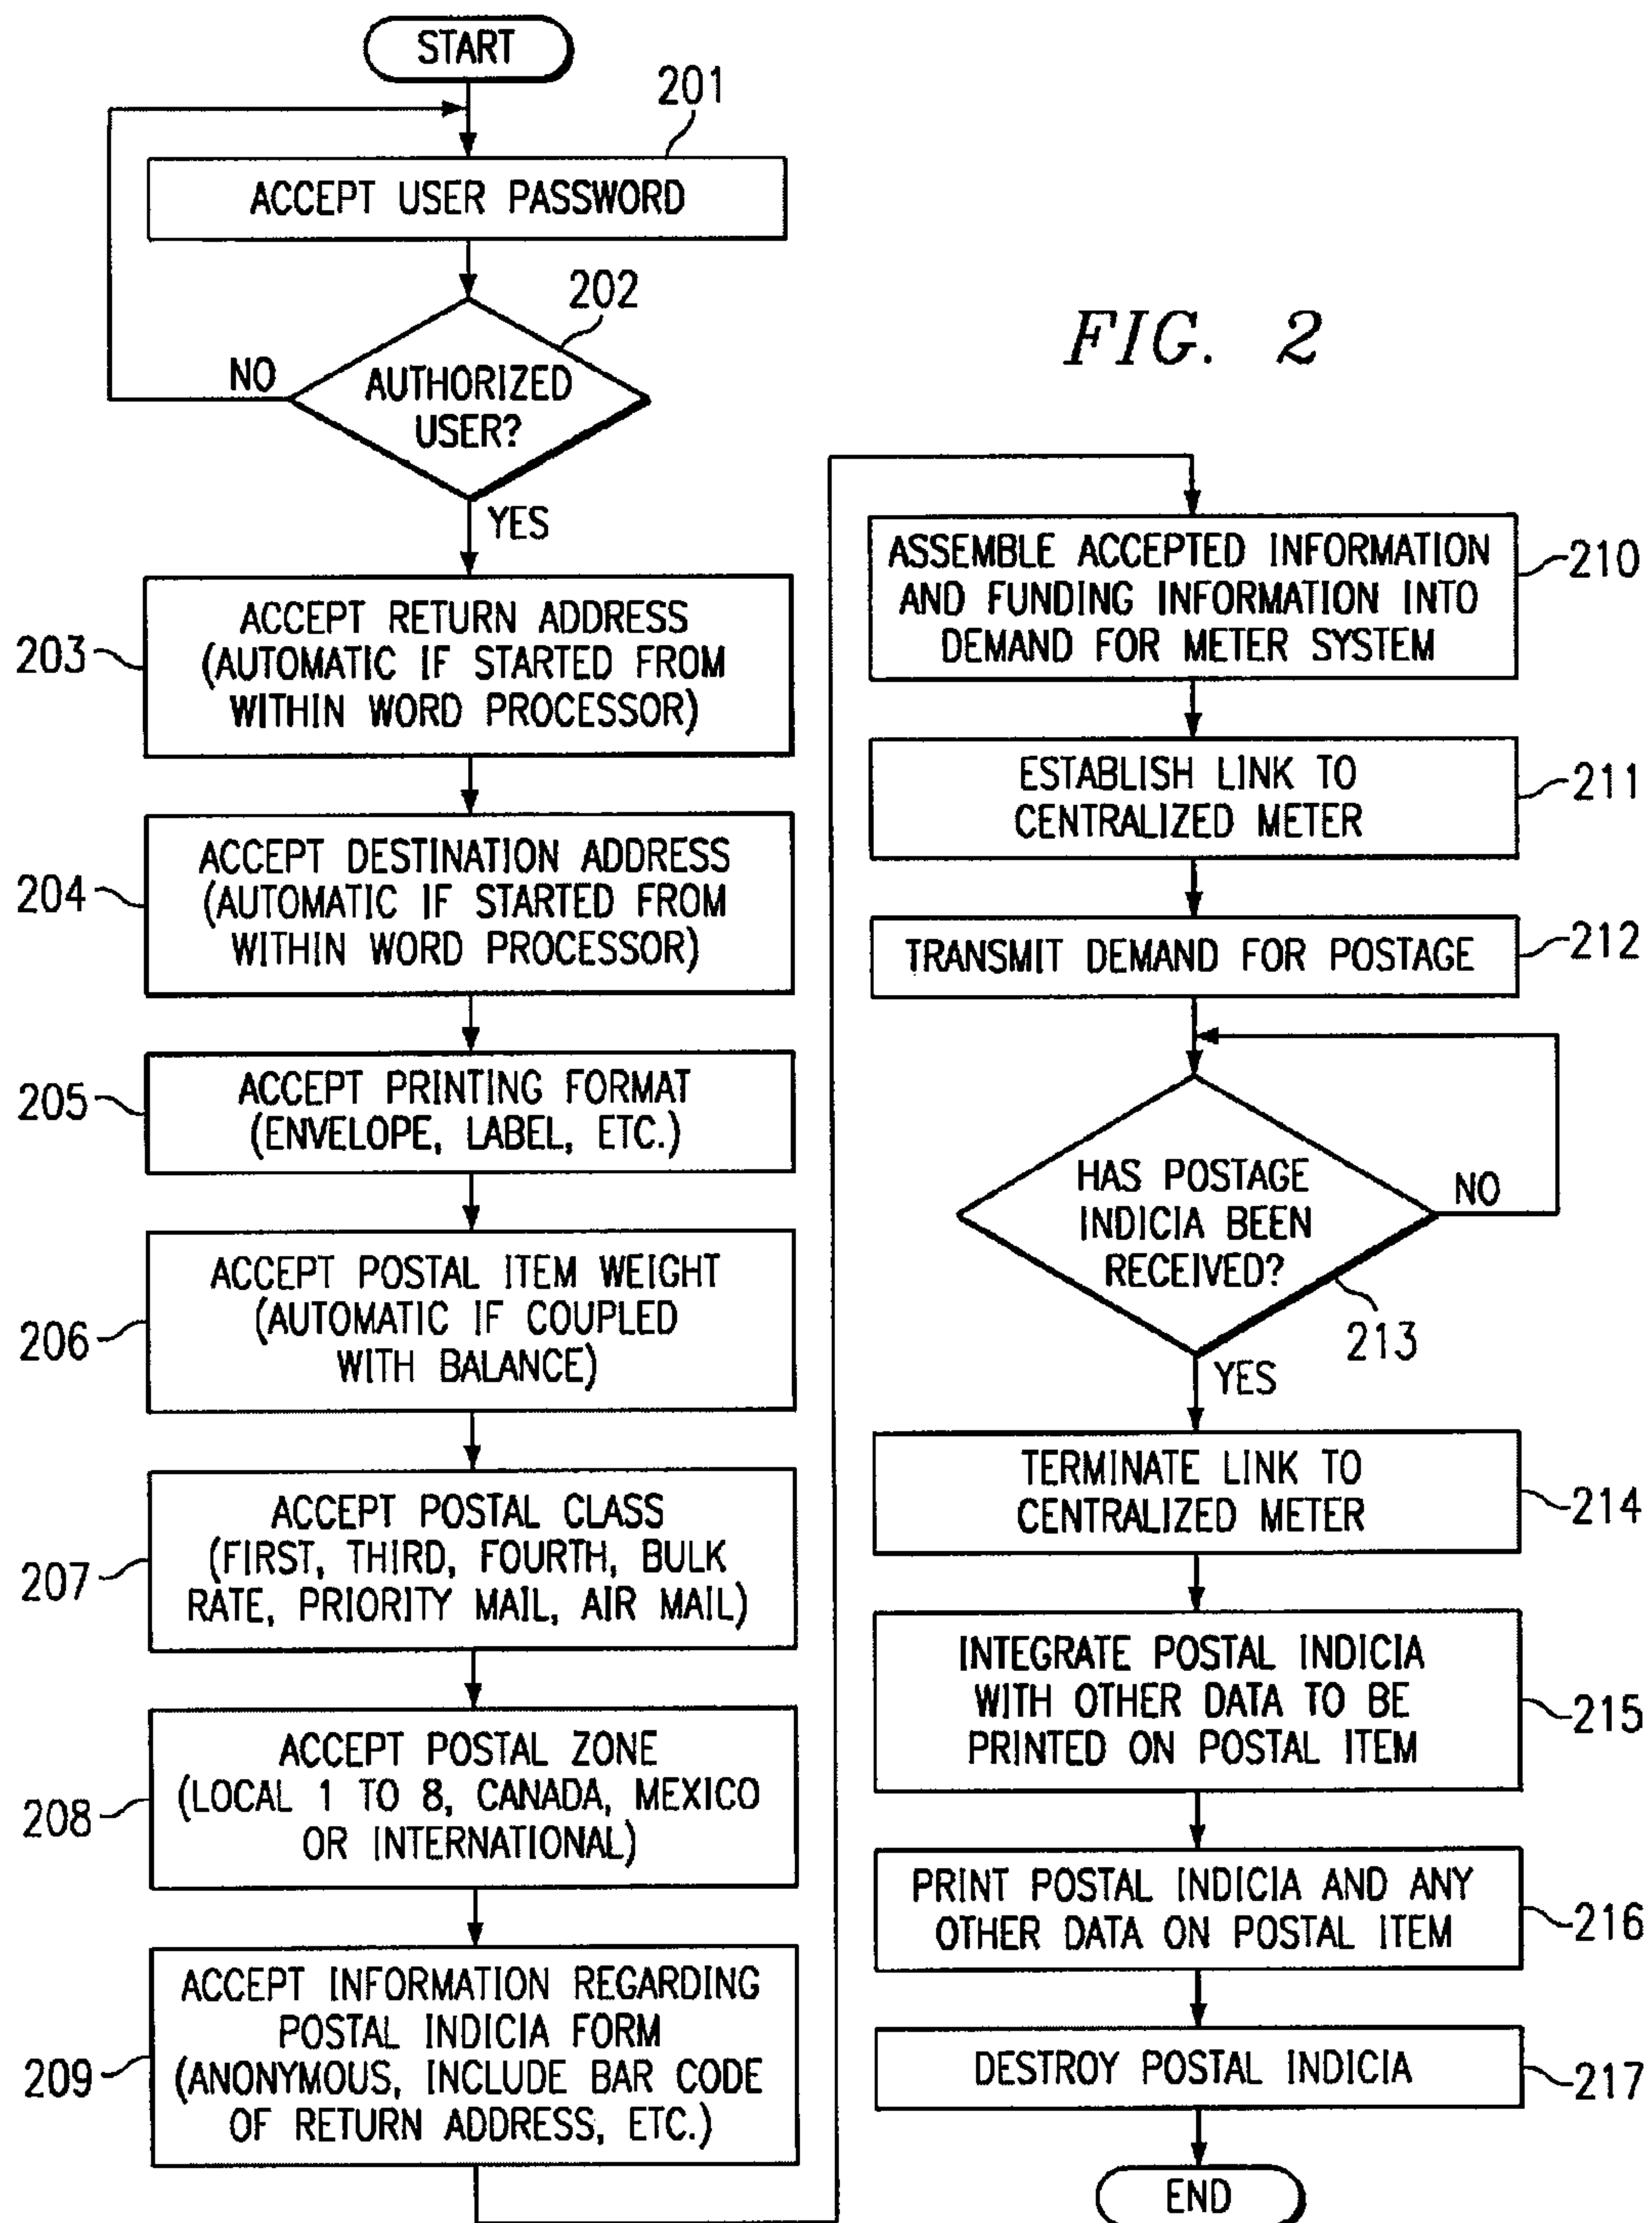 START
201
ACCEPT USER PASSWORD
202
AUTHORIZED
USER?
NO
YES
203
ACCEPT RETURN ADDRESS
(AUTOMATIC IF STARTED FROM
WITHIN WORD PROCESSOR)
204
ACCEPT DESTINATION ADDRESS
(AUTOMATIC IF STARTED FROM
WITHIN WORD PROCESSOR)
205
ACCEPT PRINTING FORMAT
(ENVELOPE, LABEL, ETC.)
206
ACCEPT POSTAL ITEM WEIGHT
(AUTOMATIC IF COUPLED
WITH BALANCE)
207
ACCEPT POSTAL CLASS
(FIRST, THIRD, FOURTH, BULK
RATE, PRIORITY MAIL, AIR MAIL)
208
ACCEPT POSTAL ZONE
(LOCAL 1 TO 8, CANADA, MEXICO
OR INTERNATIONAL)
209
ACCEPT INFORMATION REGARDING
POSTAL INDICIA FORM
(ANONYMOUS, INCLUDE BAR CODE
OF RETURN ADDRESS, ETC.)
FIG. 2
ASSEMBLE ACCEPTED INFORMATION
AND FUNDING INFORMATION INTO
DEMAND FOR METER SYSTEM
210
ESTABLISH LINK TO
CENTRALIZED METER
211
TRANSMIT DEMAND FOR POSTAGE
212
HAS POSTAGE
INDICIA BEEN
RECEIVED?
NO
213
YES
TERMINATE LINK TO
CENTRALIZED METER
214
INTEGRATE POSTAL INDICIA
WITH OTHER DATA TO BE
PRINTED ON POSTAL ITEM
215
PRINT POSTAL INDICIA AND ANY
OTHER DATA ON POSTAL ITEM
216
DESTROY POSTAL INDICIA
217
END